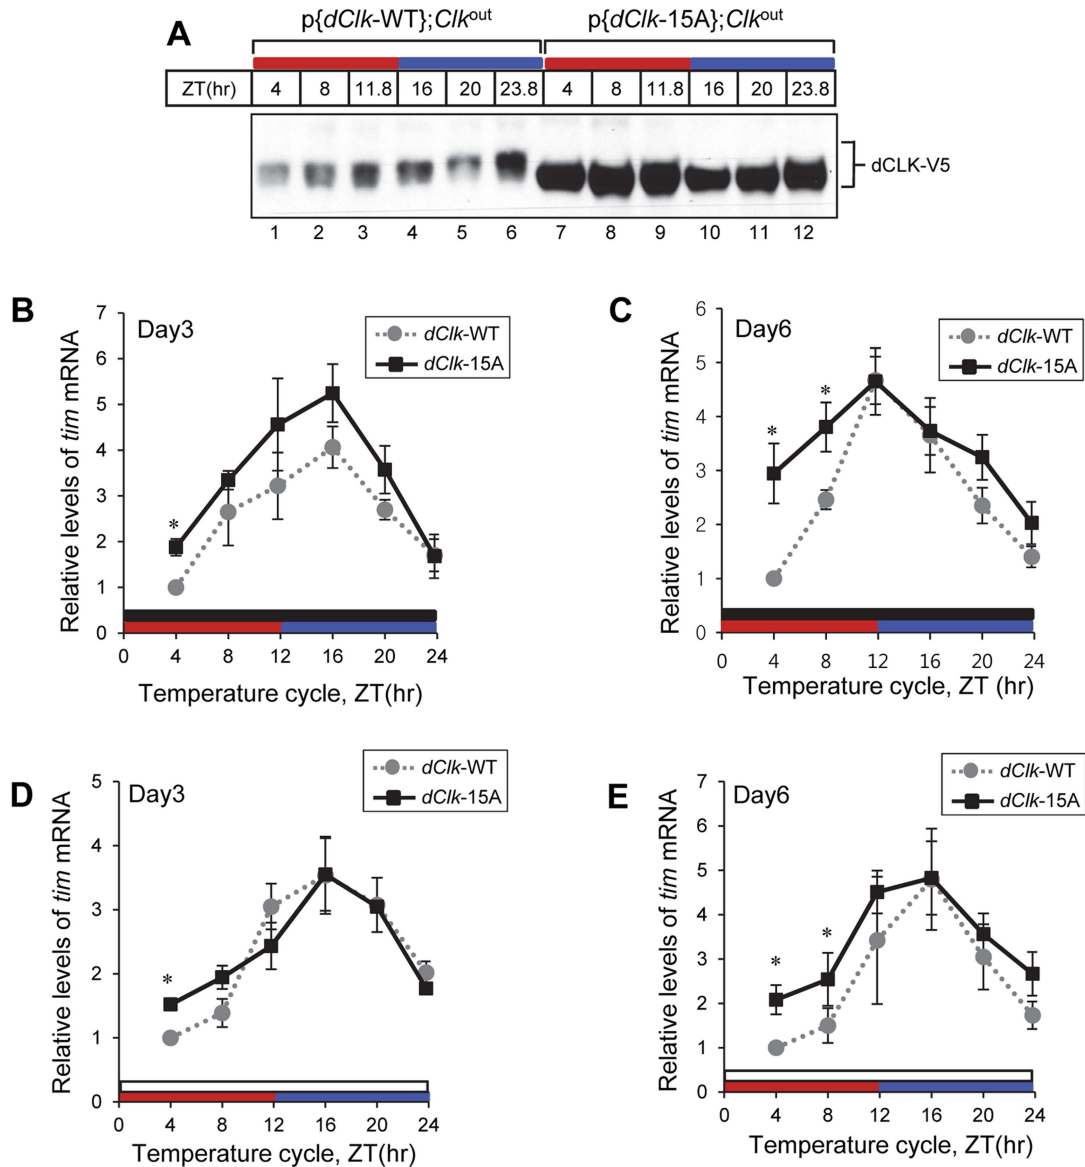 A
p{dClk-WT};Clkout p{dClk-15A};Clkout
ZT(hr) 4 8 11.8 16 20 23.8 4 8 11.8 16 20 23.8
dCLK-V5
1 2 3 4 5 6 7 8 9 10 11 12
B
Day3
dClk-WT
dClk-15A
Relative levels of tim mRNA
7
6
5
4
3
2
1
0
*
0 4 8 12 16 20 24
Temperature cycle, ZT(hr)
C
Day6
dClk-WT
dClk-15A
Relative levels of tim mRNA
6
5
4
3
2
1
0
* *
0 4 8 12 16 20 24
Temperature cycle, ZT (hr)
D
Day3
dClk-WT
dClk-15A
Relative levels of tim mRNA
5
4
3
2
1
0
*
0 4 8 12 16 20 24
Temperature cycle, ZT(hr)
E
Day6
dClk-WT
dClk-15A
Relative levels of tim mRNA
7
6
5
4
3
2
1
0
* *
0 4 8 12 16 20 24
Temperature cycle, ZT(hr)